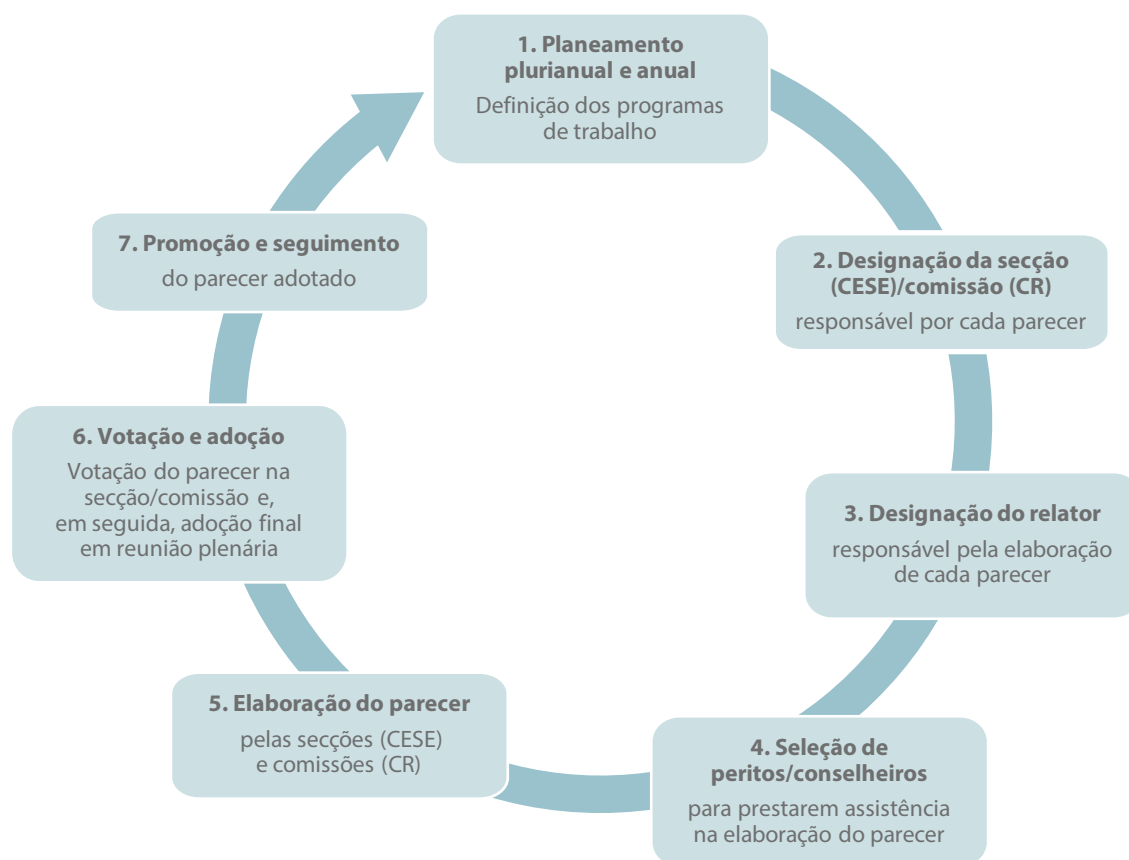 1. Planeamento
plurianual e anual
Definição dos programas
de trabalho
2. Designação da secção
(CESE)/comissão (CR)
responsável por cada parecer
3. Designação do relator
responsável pela elaboração
de cada parecer
4. Seleção de
peritos/conselheiros
para prestarem assistência
na elaboração do parecer
5. Elaboração do parecer
pelas secções (CESE)
e comissões (CR)
6. Votação e adoção
Votação do parecer na
secção/comissão e,
em seguida, adoção final
em reunião plenária
7. Promoção e seguimento
do parecer adotado